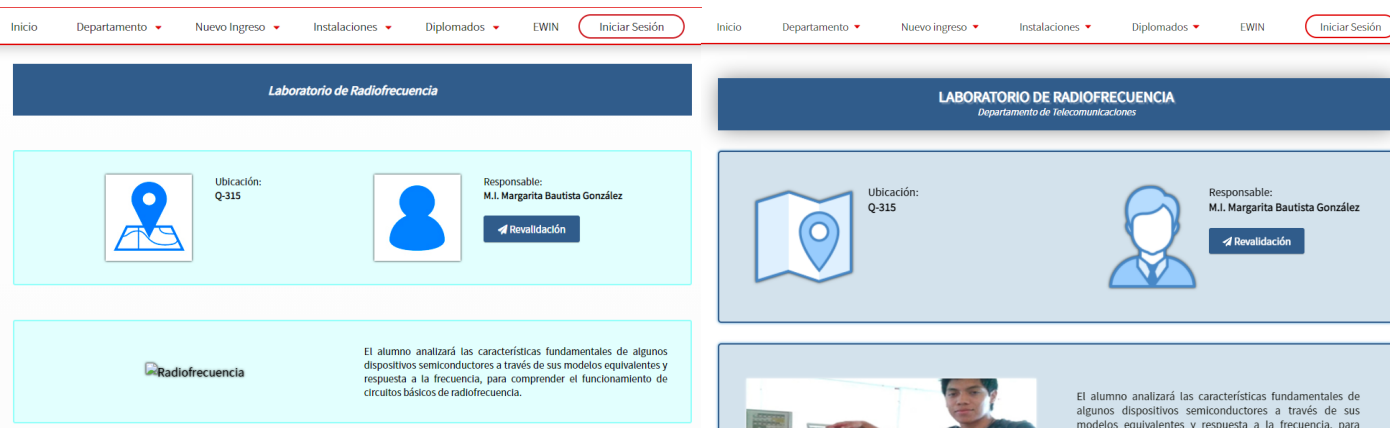 Inicio Departamento Nuevo Ingreso Instalaciones Diplomados EWIN Iniciar Sesión
Laboratorio de Radiofrecuencia
Ubicación:
Q-315
Responsable:
M.I. Margarita Bautista González
Revalidación
Radiofrecuencia
El alumno analizará las características fundamentales de algunos
dispositivos semiconductores a través de sus modelos equivalentes y
respuesta a la frecuencia, para comprender el funcionamiento de
circuitos básicos de radiofrecuencia.
Inicio Departamento Nuevo ingreso Instalaciones Diplomados EWIN Iniciar Sesión
LABORATORIO DE RADIOFRECUENCIA
Departamento de Telecomunicaciones
Ubicación:
Q-315
Responsable:
M.I. Margarita Bautista González
Revalidación
El alumno analizará las características fundamentales de
algunos dispositivos semiconductores a través de sus
modelos equivalentes y respuesta a la frecuencia, para